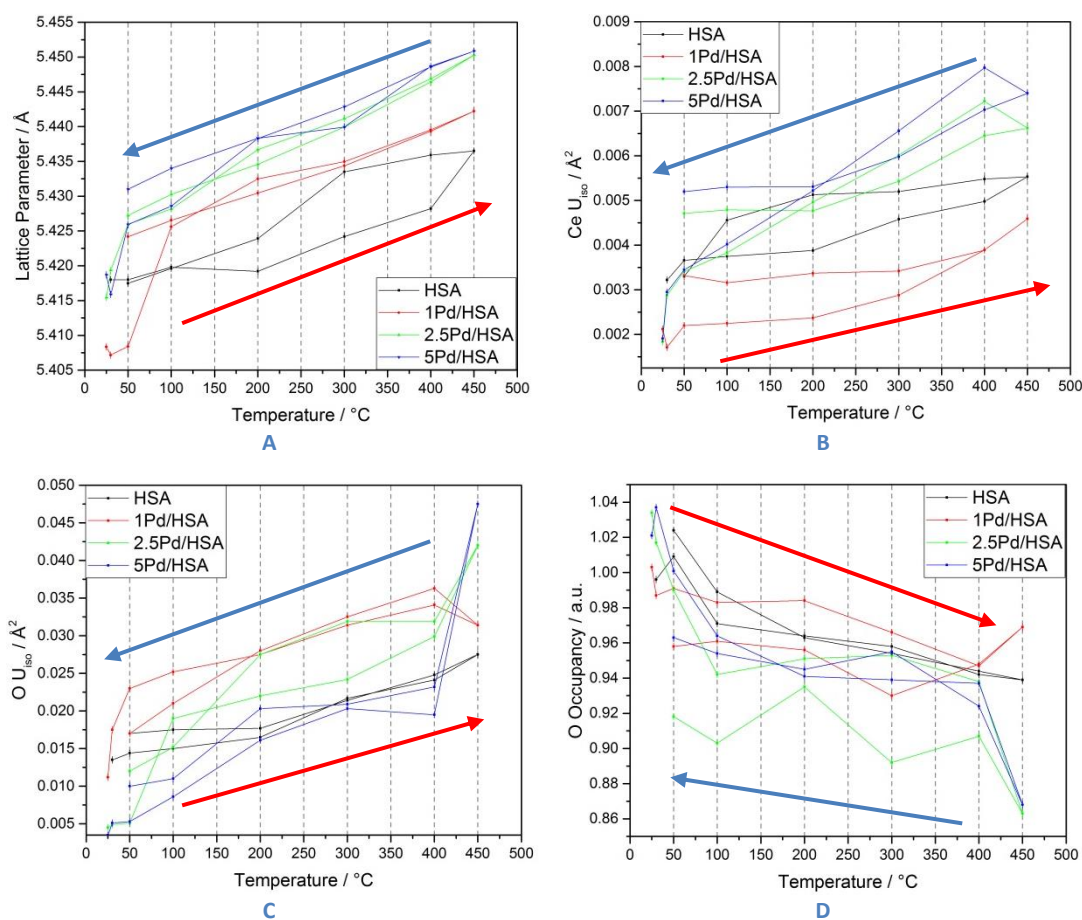 5.455
5.450
5.445
5.440
5.435
5.430
5.425
5.420
5.415
5.410
5.405
Lattice Parameter / Å
HSA
1Pd/HSA
2.5Pd/HSA
5Pd/HSA
0 50 100 150 200 250 300 350 400 450 500
Temperature / °C
A
0.009
0.008
0.007
0.006
0.005
0.004
0.003
0.002
Ce Uiso / Å²
HSA
1Pd/HSA
2.5Pd/HSA
5Pd/HSA
0 50 100 150 200 250 300 350 400 450 500
Temperature / °C
B
0.050
0.045
0.040
0.035
0.030
0.025
0.020
0.015
0.010
0.005
O Uiso / Å²
HSA
1Pd/HSA
2.5Pd/HSA
5Pd/HSA
0 50 100 150 200 250 300 350 400 450 500
Temperature / °C
C
1.04
1.02
1.00
0.98
0.96
0.94
0.92
0.90
0.88
0.86
O Occupancy / a.u.
HSA
1Pd/HSA
2.5Pd/HSA
5Pd/HSA
0 50 100 150 200 250 300 350 400 450 500
Temperature / °C
D